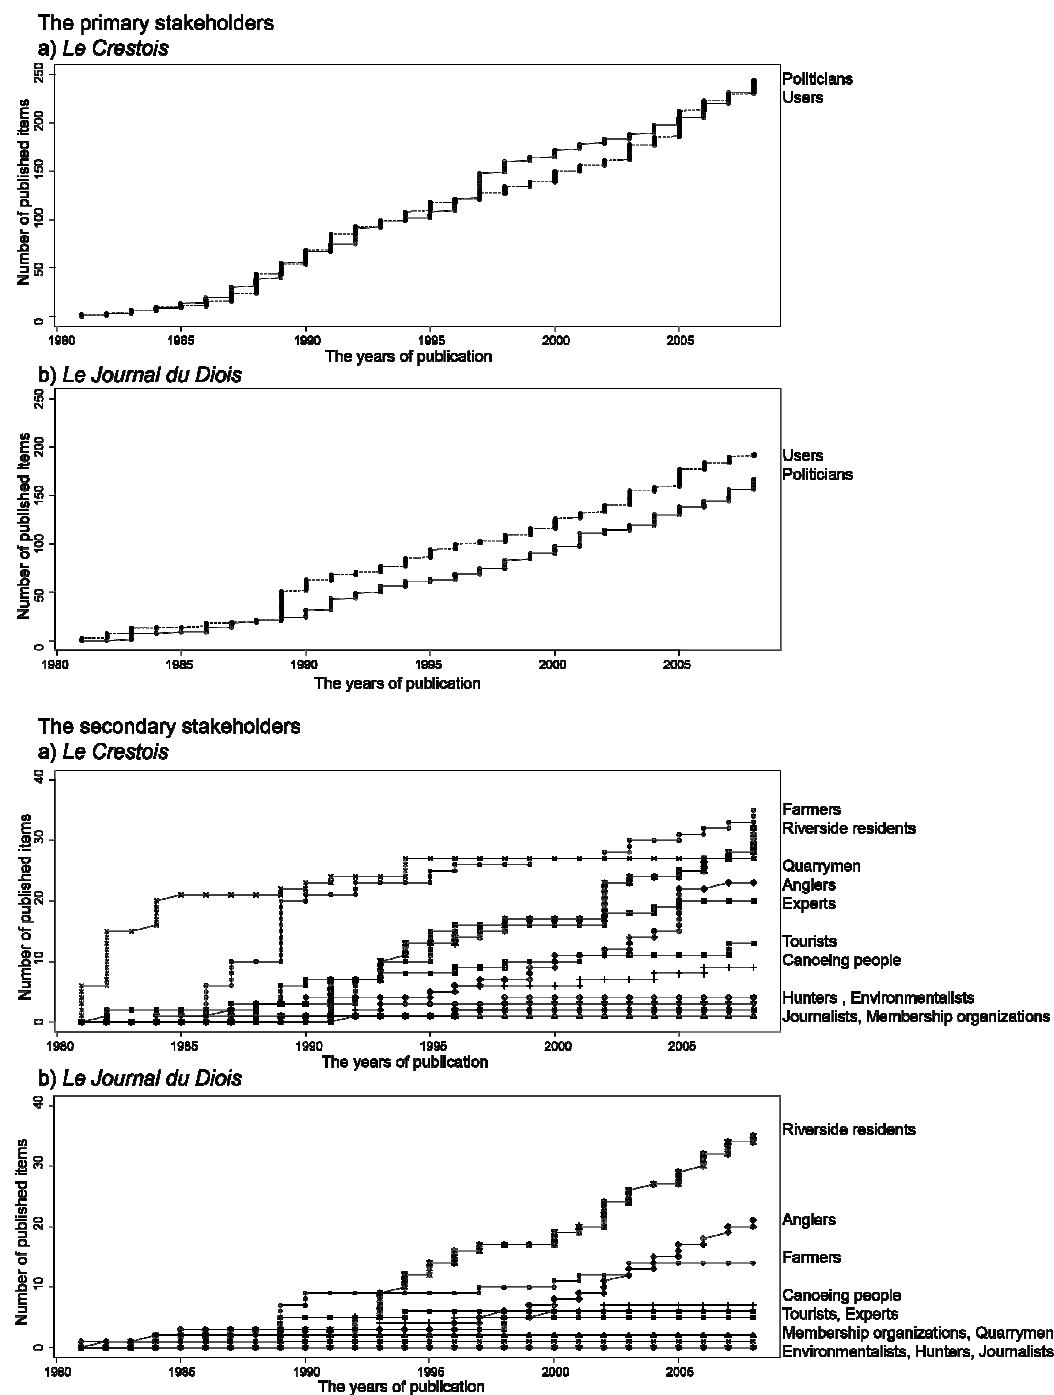 The primary stakeholders
a) Le Crestois
Number of published items
250
200
150
100
50
0
Politicians
Users
1980 1985 1990 1995 2000 2005
The years of publication
b) Le Journal du Diois
Number of published items
250
200
150
100
50
0
Users
Politicians
1980 1985 1990 1995 2000 2005
The years of publication
The secondary stakeholders
a) Le Crestois
Number of published items
40
30
20
10
0
Farmers
Riverside residents
Quarrymen
Anglers
Experts
Tourists
Canoeing people
Hunters , Environmentalists
Journalists, Membership organizations
1980 1985 1990 1995 2000 2005
The years of publication
b) Le Journal du Diois
Number of published items
40
30
20
10
0
Riverside residents
Anglers
Farmers
Canoeing people
Tourists, Experts
Membership organizations, Quarrymen
Environmentalists, Hunters, Journalists
1980 1985 1990 1995 2000 2005
The years of publication